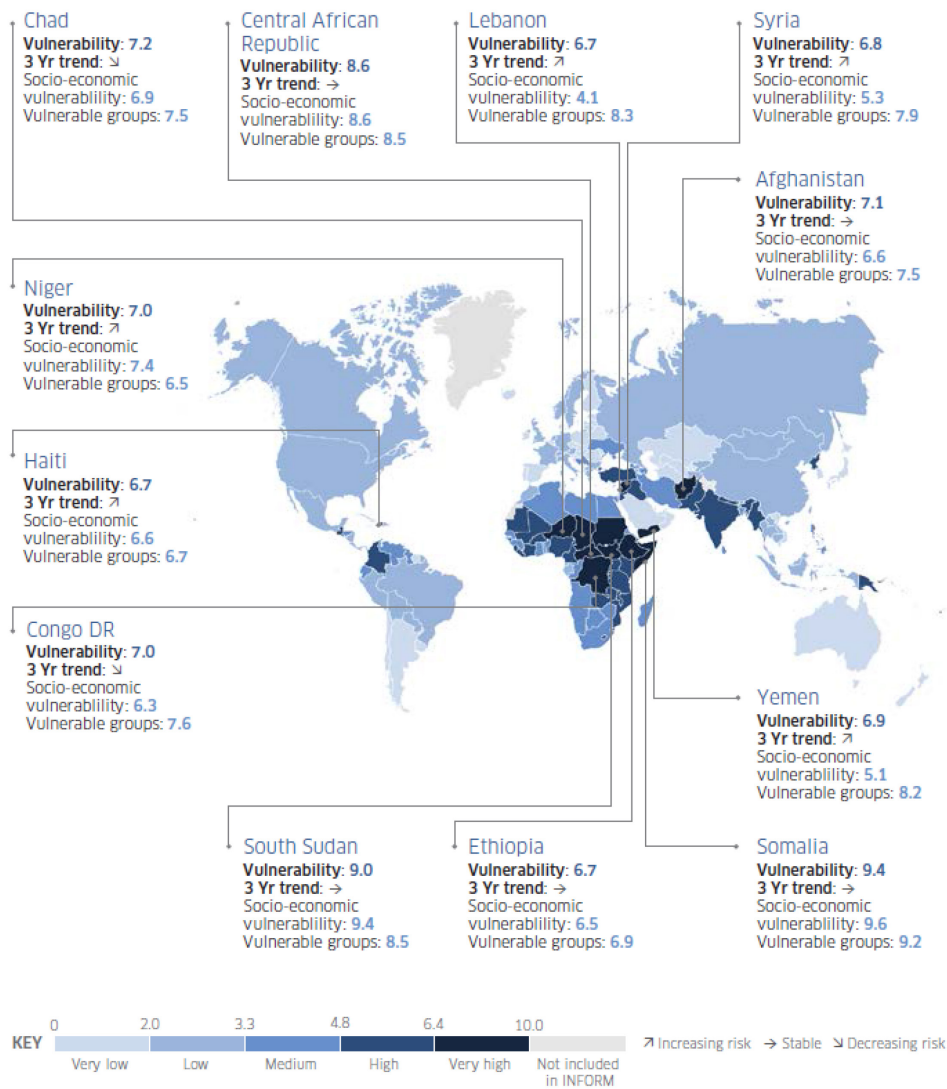 Chad
Vulnerability: 7.2
3 Yr trend: ↘
Socio-economic
vulnerablility: 6.9
Vulnerable groups: 7.5
Central African
Republic
Vulnerability: 8.6
3 Yr trend: →
Socio-economic
vulnerablility: 8.6
Vulnerable groups: 8.5
Lebanon
Vulnerability: 6.7
3 Yr trend: ↗
Socio-economic
vulnerablility: 4.1
Vulnerable groups: 8.3
Syria
Vulnerability: 6.8
3 Yr trend: ↗
Socio-economic
vulnerablility: 5.3
Vulnerable groups: 7.9
Afghanistan
Vulnerability: 7.1
3 Yr trend: →
Socio-economic
vulnerablility: 6.6
Vulnerable groups: 7.5
Niger
Vulnerability: 7.0
3 Yr trend: ↗
Socio-economic
vulnerablility: 7.4
Vulnerable groups: 6.5
Haiti
Vulnerability: 6.7
3 Yr trend: ↗
Socio-economic
vulnerablility: 6.6
Vulnerable groups: 6.7
Congo DR
Vulnerability: 7.0
3 Yr trend: ↘
Socio-economic
vulnerablility: 6.3
Vulnerable groups: 7.6
Yemen
Vulnerability: 6.9
3 Yr trend: ↗
Socio-economic
vulnerablility: 5.1
Vulnerable groups: 8.2
South Sudan
Vulnerability: 9.0
3 Yr trend: →
Socio-economic
vulnerablility: 9.4
Vulnerable groups: 8.5
Ethiopia
Vulnerability: 6.7
3 Yr trend: →
Socio-economic
vulnerablility: 6.5
Vulnerable groups: 6.9
Somalia
Vulnerability: 9.4
3 Yr trend: →
Socio-economic
vulnerablility: 9.6
Vulnerable groups: 9.2
0 2.0 3.3 4.8 6.4 10.0
KEY ↗ Increasing risk → Stable ↘ Decreasing risk
Very low Low Medium High Very high Not included
in INFORM